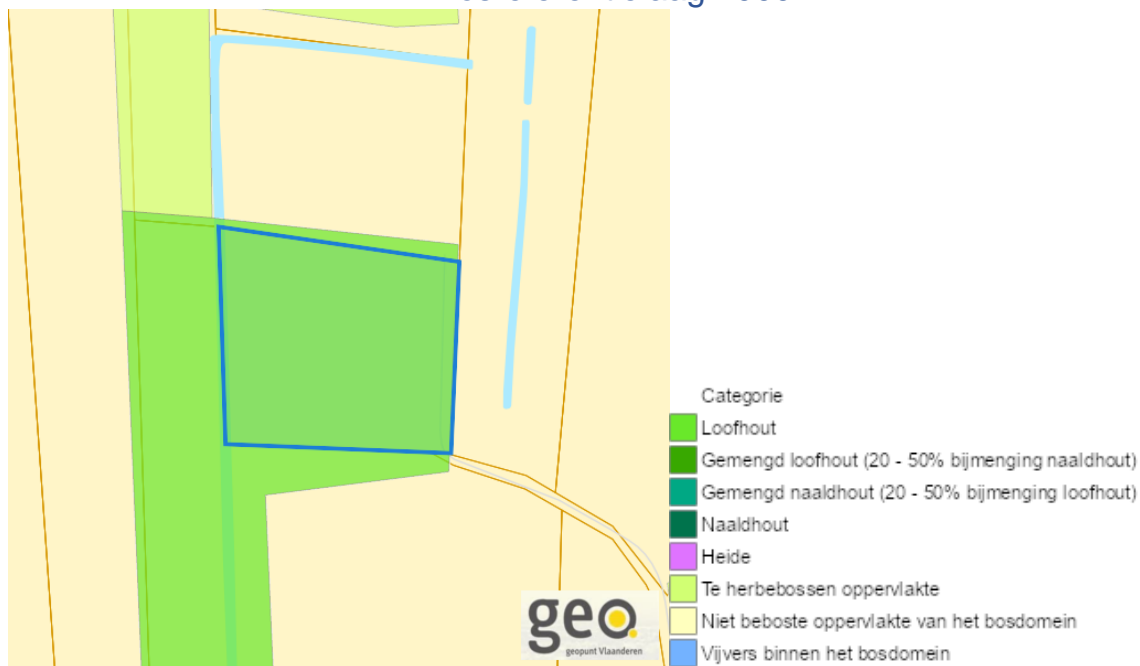 Categorie
Loofhout
Gemengd loofhout (20 - 50% bijmenging naaldhout)
Gemengd naaldhout (20 - 50% bijmenging loofhout)
Naaldhout
Heide
Te herbebossen oppervlakte
Niet beboste oppervlakte van het bosdomein
Vijvers binnen het bosdomein
geo
geopunt Vlaanderen